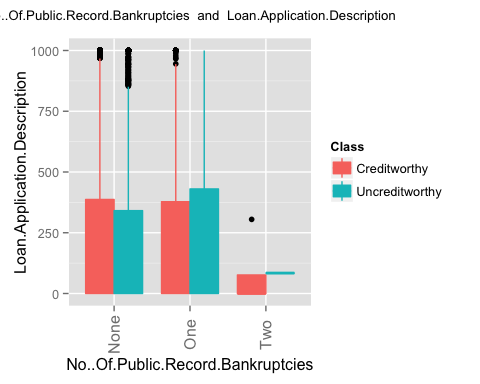 ..Of.Public.Record.Bankruptcies and Loan.Application.Description
1000
750
500
250
0
Loan.Application.Description
None
One
Two
No..Of.Public.Record.Bankruptcies
Class
Creditworthy
Uncreditworthy